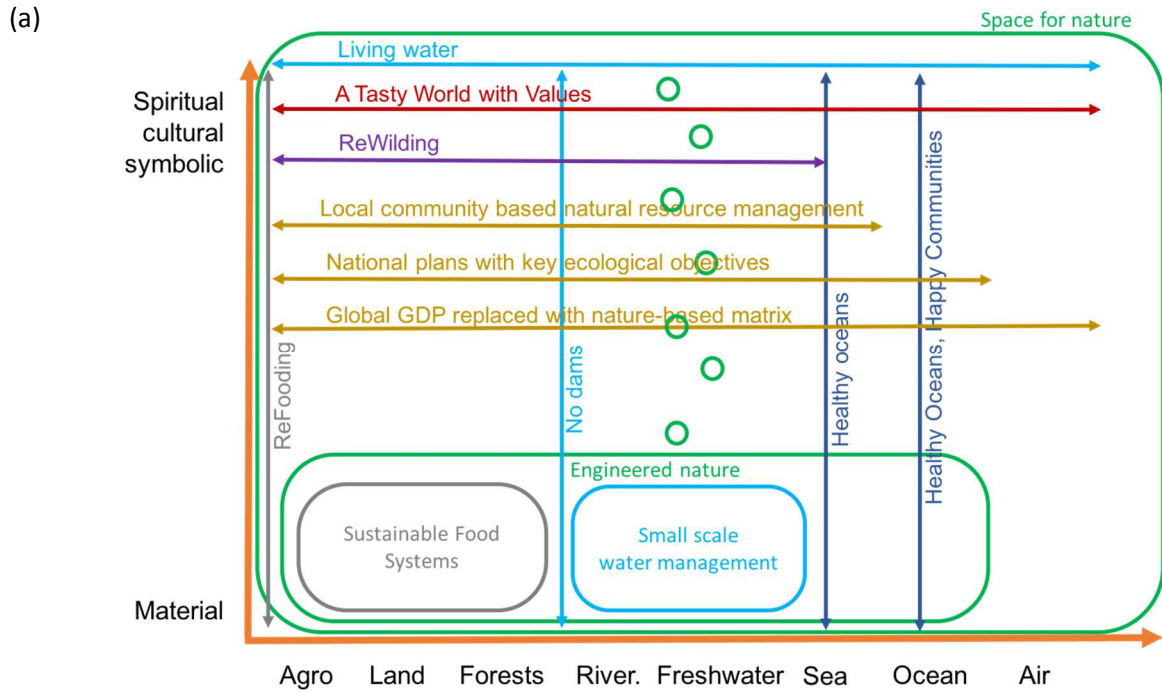 (a)
Space for nature
Living water
Spiritual
cultural
symbolic
A Tasty World with Values
ReWilding
Local community based natural resource management
National plans with key ecological objectives
Global GDP replaced with nature-based matrix
ReFooding
No dams
Healthy oceans
Healthy Oceans, Happy Communities
Engineered nature
Sustainable Food
Systems
Small scale
water management
Material
Agro Land Forests River. Freshwater Sea Ocean Air